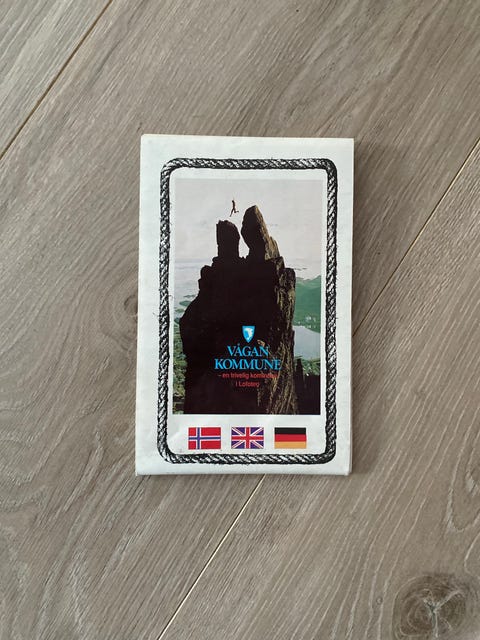 VÅGAN
KOMMUNE
– en trivelig kommune
i Lofoten